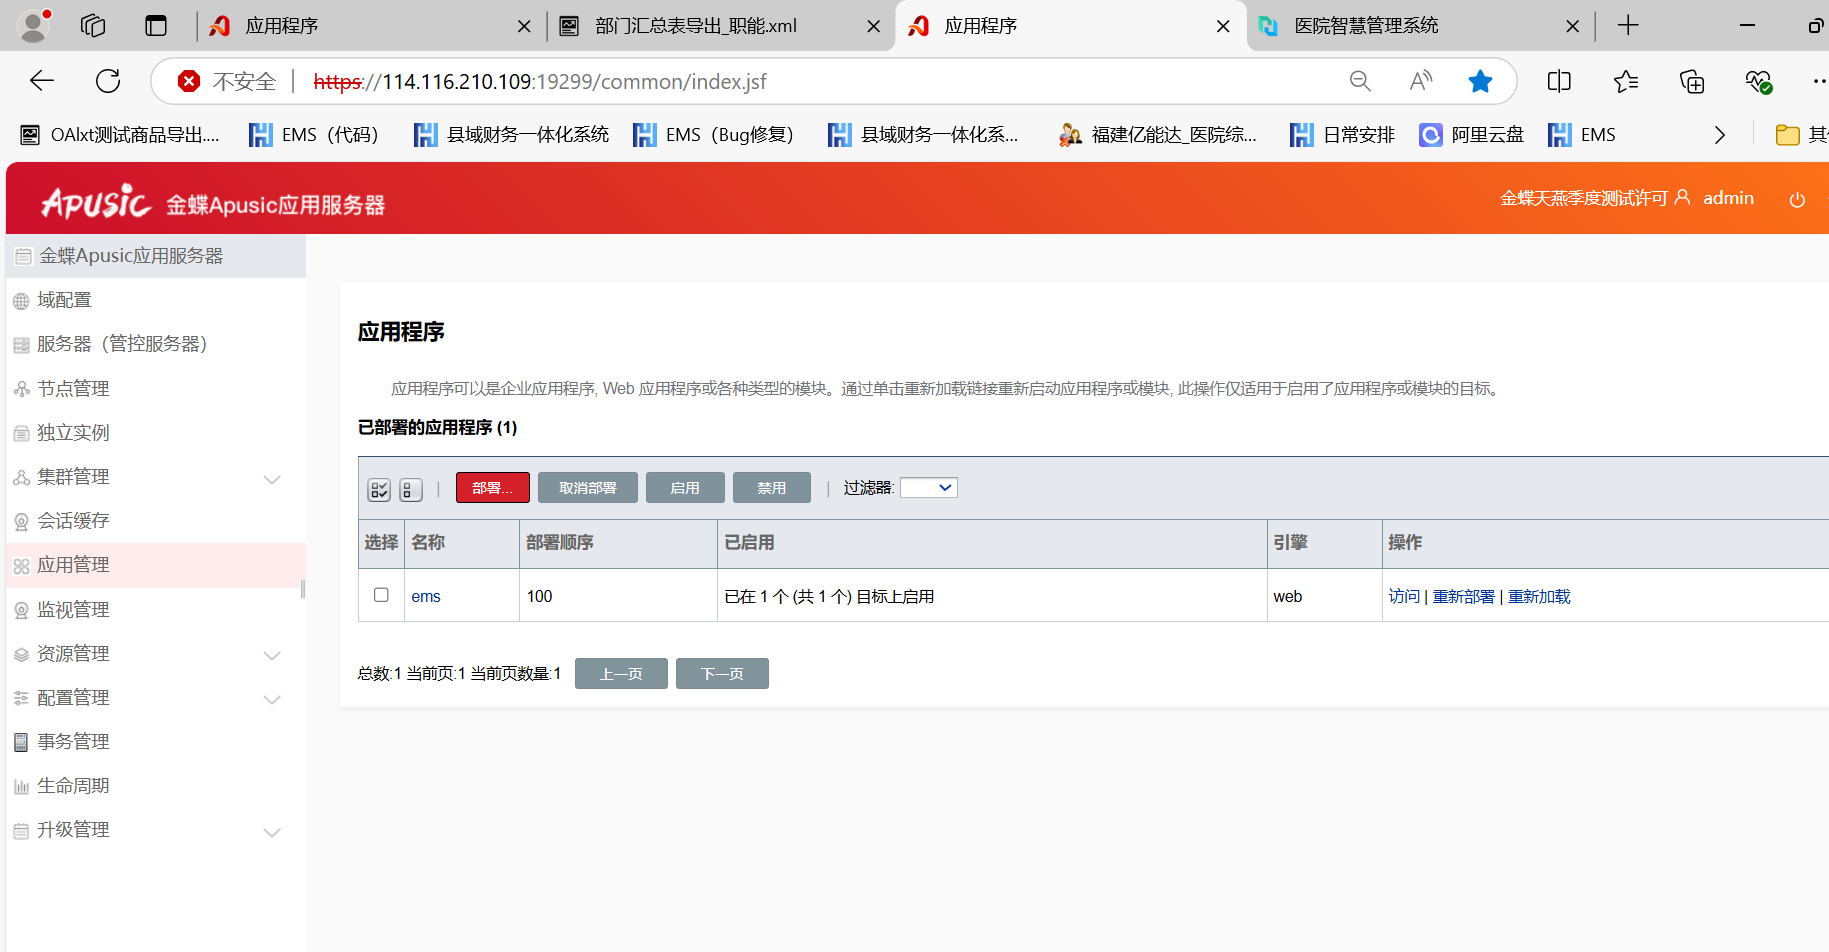 应用程序
部门汇总表导出_职能.xml
应用程序
医院智慧管理系统
不安全
https://114.116.210.109:19299/common/index.jsf
OAlxt测试商品导出....
EMS（代码）
县域财务一体化系统
EMS（Bug修复）
县域财务一体化系...
福建亿能达_医院综...
日常安排
阿里云盘
EMS
APUSIC 金蝶Apusic应用服务器
金蝶天燕季度测试许可 admin
金蝶Apusic应用服务器
域配置
服务器（管控服务器）
节点管理
独立实例
集群管理
会话缓存
应用管理
监视管理
资源管理
配置管理
事务管理
生命周期
升级管理
应用程序
应用程序可以是企业应用程序, Web 应用程序或各种类型的模块。通过单击重新加载链接重新启动应用程序或模块, 此操作仅适用于启用了应用程序或模块的目标。
已部署的应用程序 (1)
部署... 取消部署 启用 禁用 过滤器:
选择 名称 部署顺序 已启用 引擎 操作
ems 100 已在 1 个 (共 1 个) 目标上启用 web 访问 | 重新部署 | 重新加载
总数:1 当前页:1 当前页数量:1 上一页 下一页